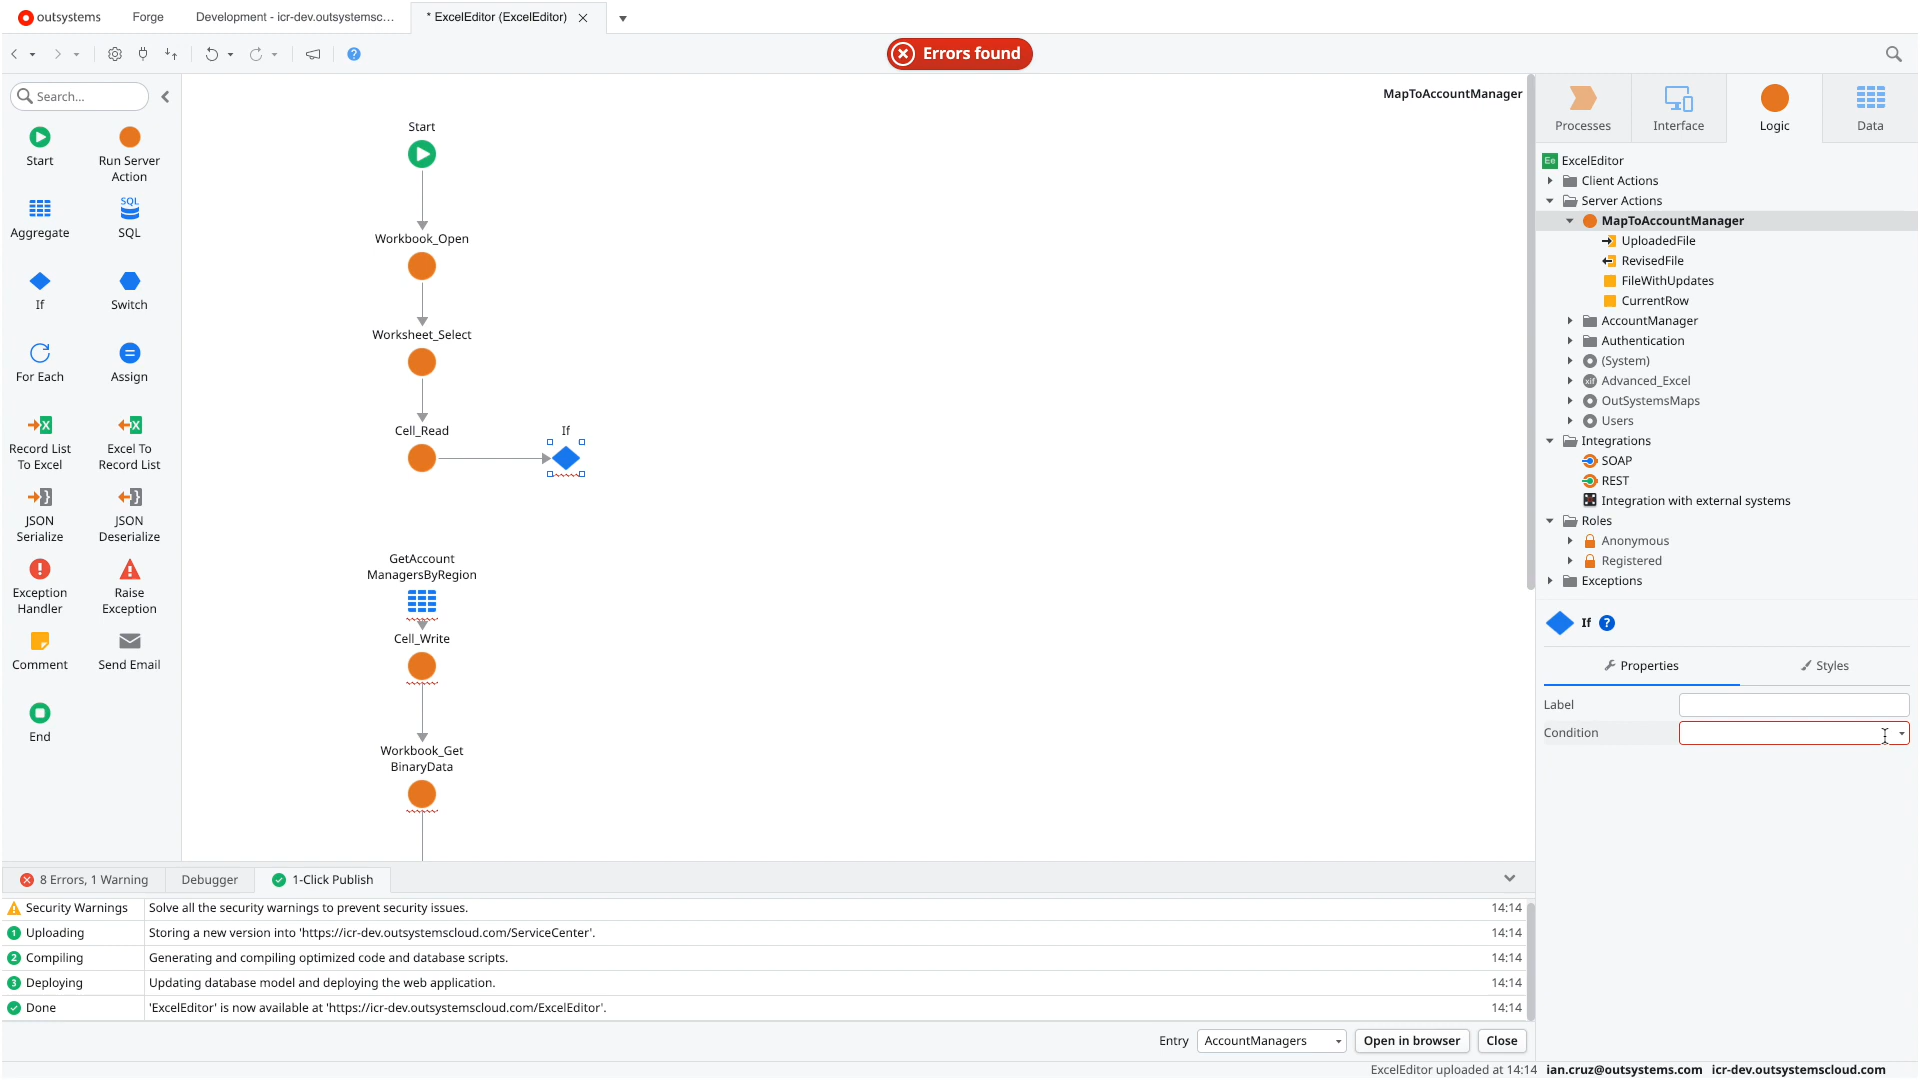 outsystems
Forge
Development - icr-dev.outsystemsc...
* ExcelEditor (ExcelEditor)
Errors found
Search...
Start
Run Server
Action
Aggregate
SQL
SQL
If
Switch
For Each
Assign
Record List
To Excel
Excel To
Record List
JSON
Serialize
JSON
Deserialize
Exception
Handler
Raise
Exception
Comment
Send Email
End
MapToAccountManager
Start
Workbook_Open
Worksheet_Select
Cell_Read
If
GetAccount
ManagersByRegion
Cell_Write
Workbook_Get
BinaryData
Processes
Interface
Logic
Data
Ee ExcelEditor
Client Actions
Server Actions
MapToAccountManager
UploadedFile
RevisedFile
FileWithUpdates
CurrentRow
AccountManager
Authentication
(System)
xif Advanced_Excel
OutSystemsMaps
Users
Integrations
SOAP
REST
Integration with external systems
Roles
Anonymous
Registered
Exceptions
If ?
Properties
Styles
Label
Condition
8 Errors, 1 Warning
Debugger
1-Click Publish
Security Warnings Solve all the security warnings to prevent security issues. 14:14
1 Uploading Storing a new version into 'https://icr-dev.outsystemscloud.com/ServiceCenter'. 14:14
2 Compiling Generating and compiling optimized code and database scripts. 14:14
3 Deploying Updating database model and deploying the web application. 14:14
Done 'ExcelEditor' is now available at 'https://icr-dev.outsystemscloud.com/ExcelEditor'. 14:14
Entry AccountManagers Open in browser Close
ExcelEditor uploaded at 14:14 ian.cruz@outsystems.com icr-dev.outsystemscloud.com